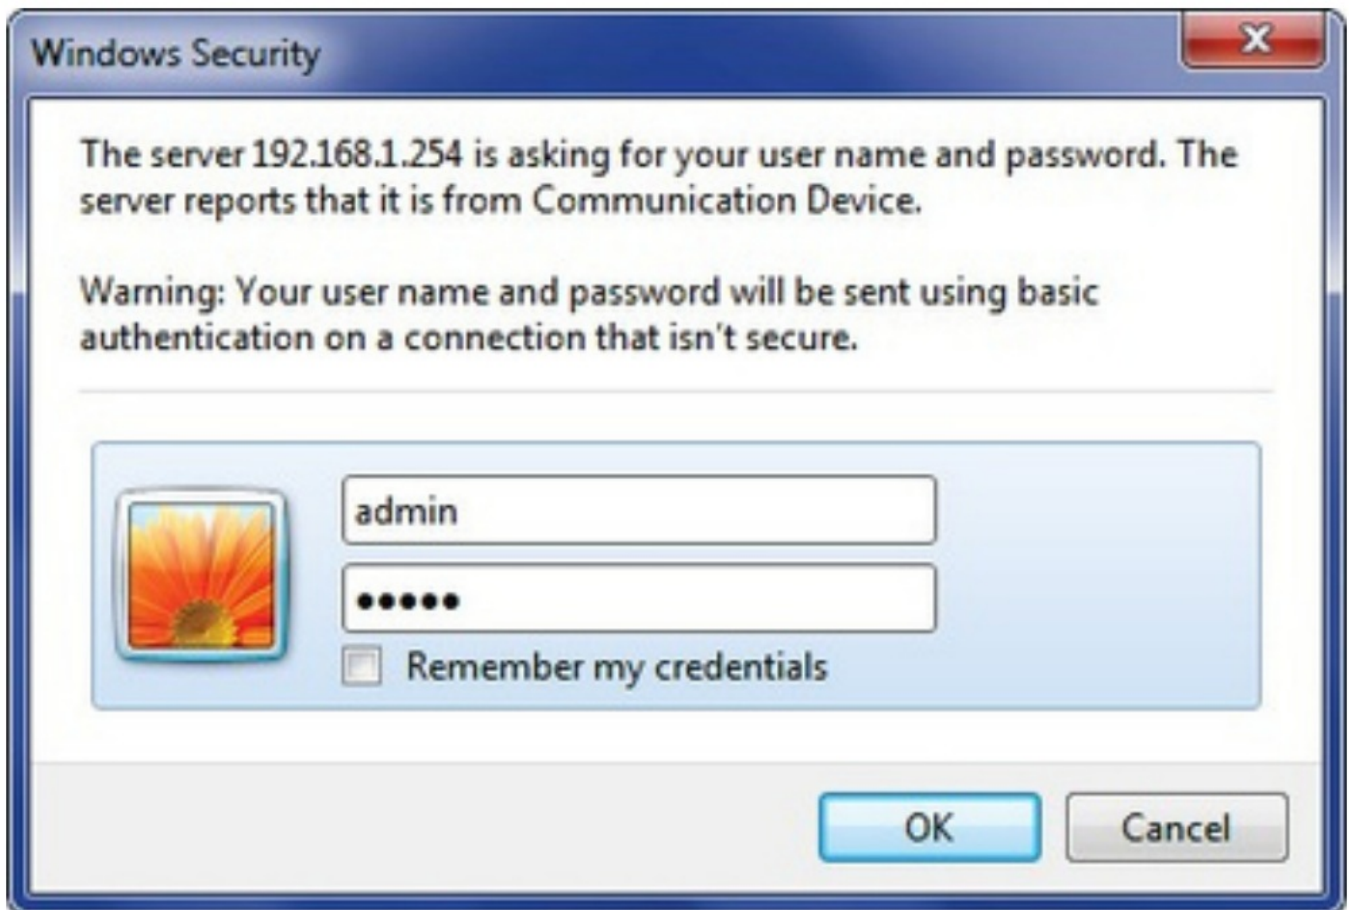 Windows Security
The server 192.168.1.254 is asking for your user name and password. The
server reports that it is from Communication Device.
Warning: Your user name and password will be sent using basic
authentication on a connection that isn't secure.
admin
•••••
Remember my credentials
OK Cancel